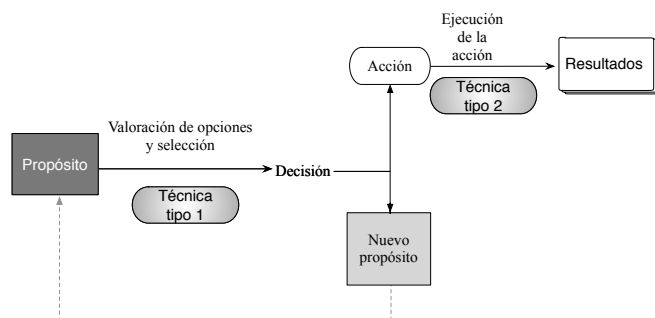 Ejecución
de la
acción
Acción
Resultados
Técnica
tipo 2
Valoración de opciones
y selección
Propósito
Decisión
Técnica
tipo 1
Nuevo
propósito